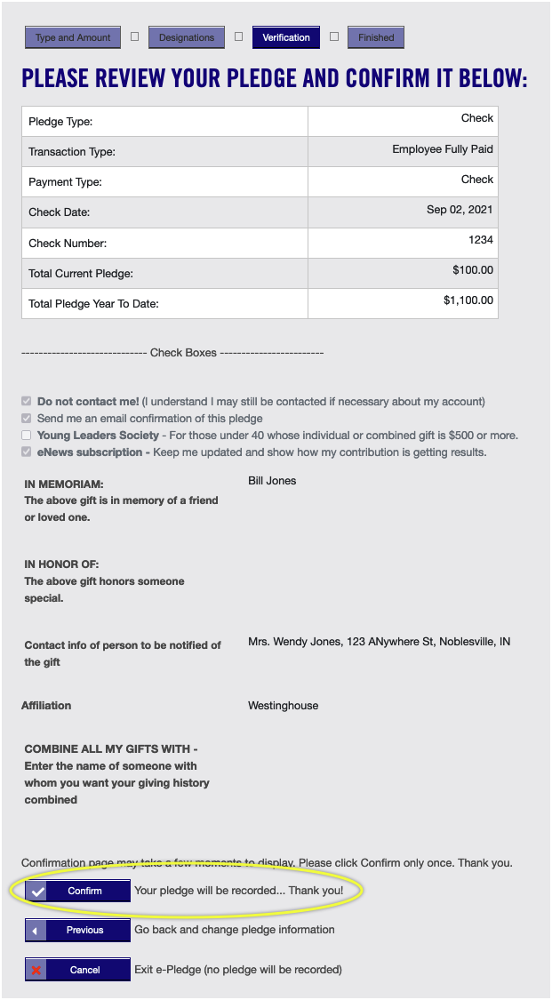 Type and Amount Designations Verification Finished
PLEASE REVIEW YOUR PLEDGE AND CONFIRM IT BELOW:
Pledge Type: Check
Transaction Type: Employee Fully Paid
Payment Type: Check
Check Date: Sep 02, 2021
Check Number: 1234
Total Current Pledge: $100.00
Total Pledge Year To Date: $1,100.00
----------------------------- Check Boxes ------------------------
Do not contact me! (I understand I may still be contacted if necessary about my account)
Send me an email confirmation of this pledge
Young Leaders Society - For those under 40 whose individual or combined gift is $500 or more.
eNews subscription - Keep me updated and show how my contribution is getting results.
IN MEMORIAM: Bill Jones
The above gift is in memory of a friend
or loved one.
IN HONOR OF:
The above gift honors someone
special.
Contact info of person to be notified of Mrs. Wendy Jones, 123 ANywhere St, Noblesville, IN
the gift
Affiliation Westinghouse
COMBINE ALL MY GIFTS WITH -
Enter the name of someone with
whom you want your giving history
combined
Confirmation page may take a few moments to display. Please click Confirm only once. Thank you.
Confirm Your pledge will be recorded... Thank you!
Previous Go back and change pledge information
Cancel Exit e-Pledge (no pledge will be recorded)